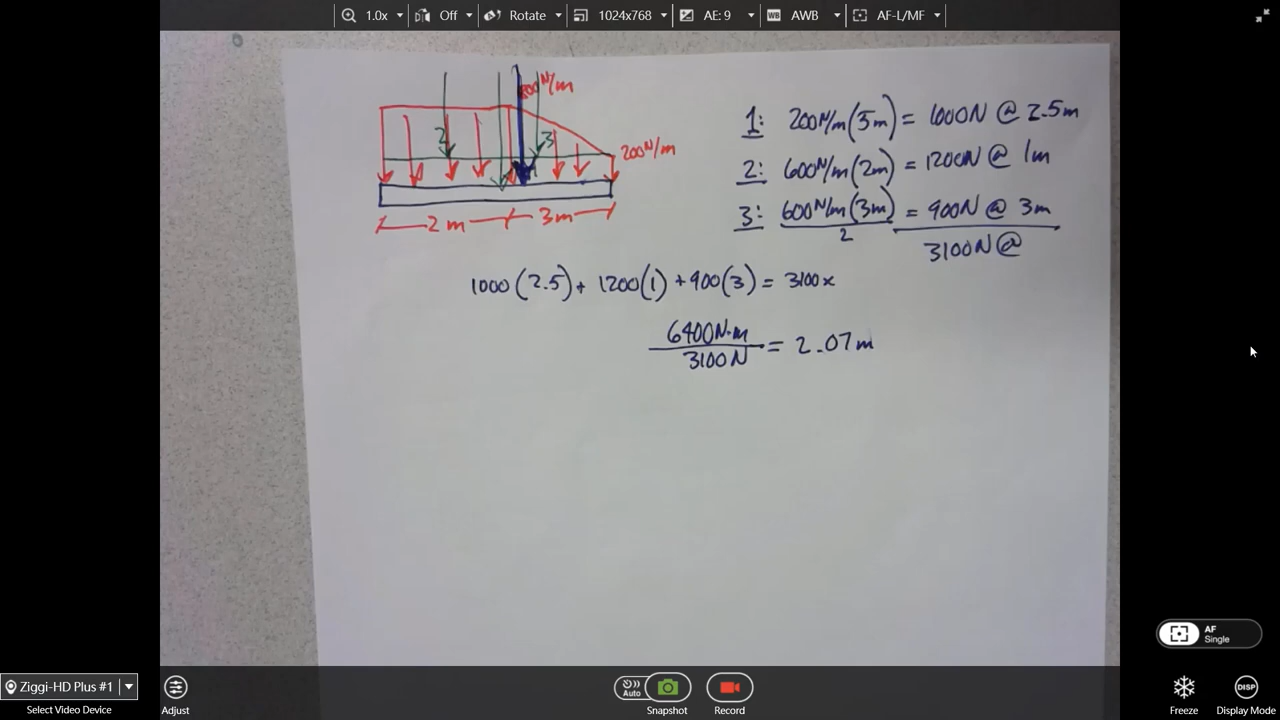 1.0x Off Rotate 1024x768 AE: 9 WB AWB AF-L/MF
800N/m
2
3
1
200N/m
2 m 3m
1: 200N/m(5m) = 1000N @ 2.5m
2: 600N/m(2m) = 1200N @ 1m
3: 600N/m(3m) = 900N @ 3m
2
3100N @
1000(2.5) + 1200(1) + 900(3) = 3100x
6400N·m = 2.07m
3100N
AF
Single
Ziggi-HD Plus #1
Select Video Device
Adjust
Auto
Snapshot
Record
Freeze
DISP
Display Mode